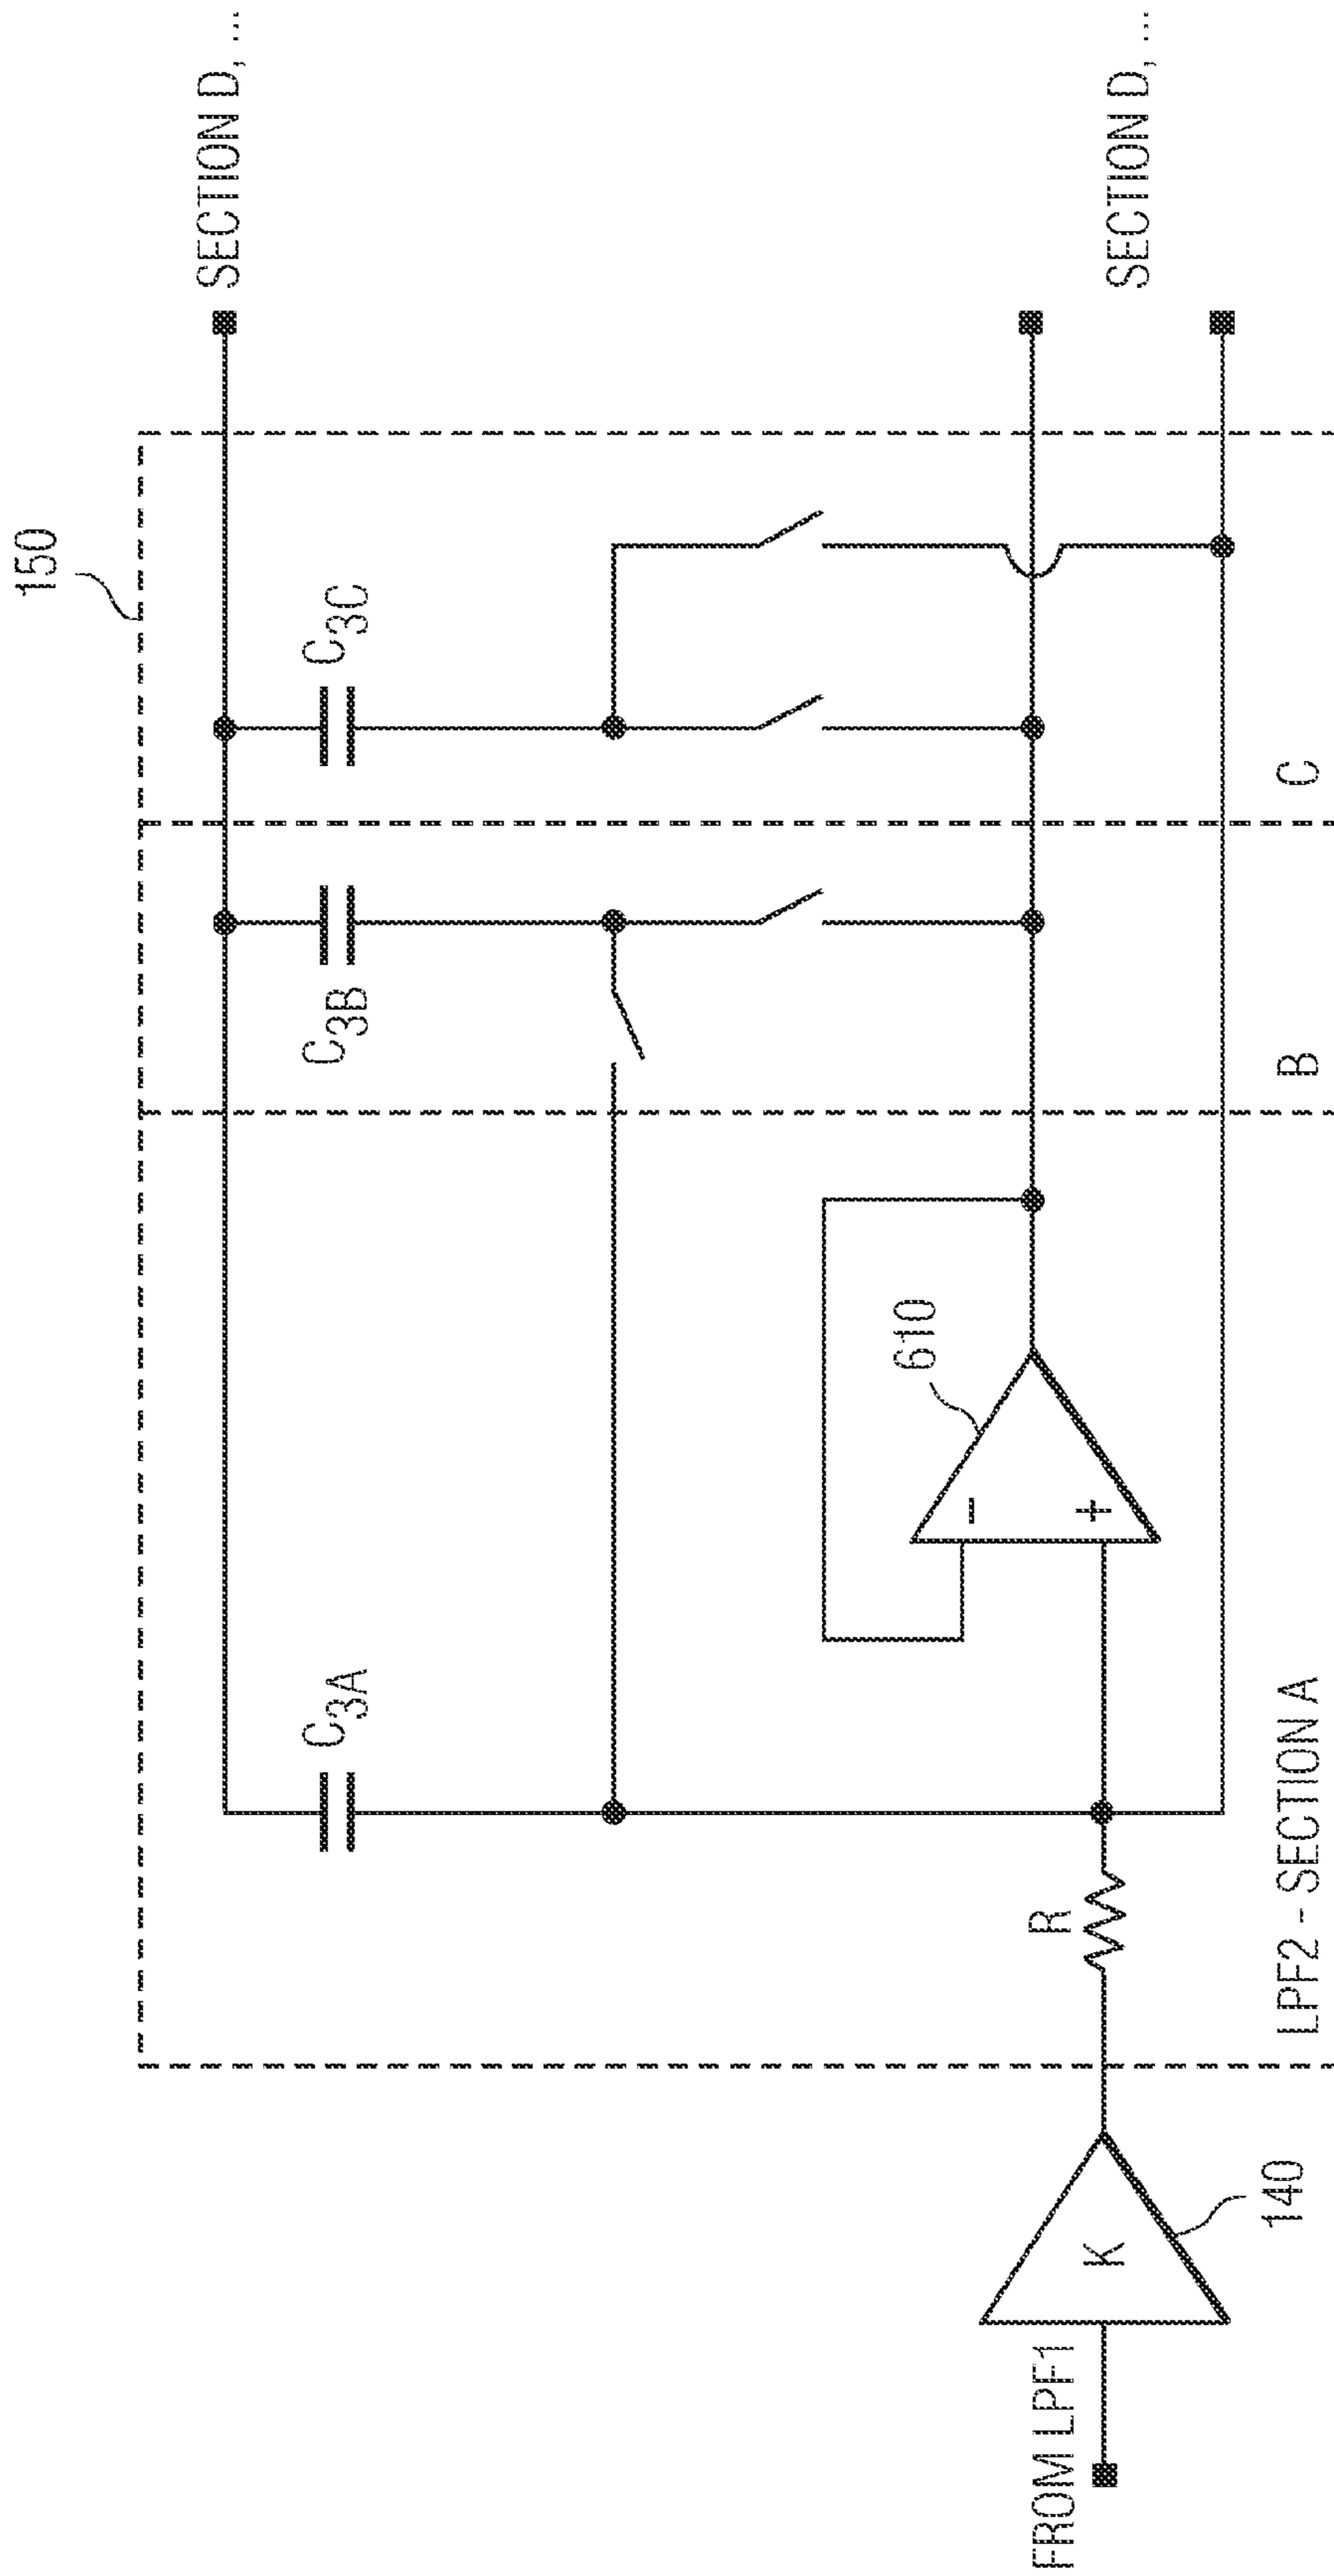 150
SECTION D, ...
C3A
C3B
C3C
610
-
+
R
SECTION D, ...
FROM LPF1
K
140
LPF2 - SECTION A
B
C